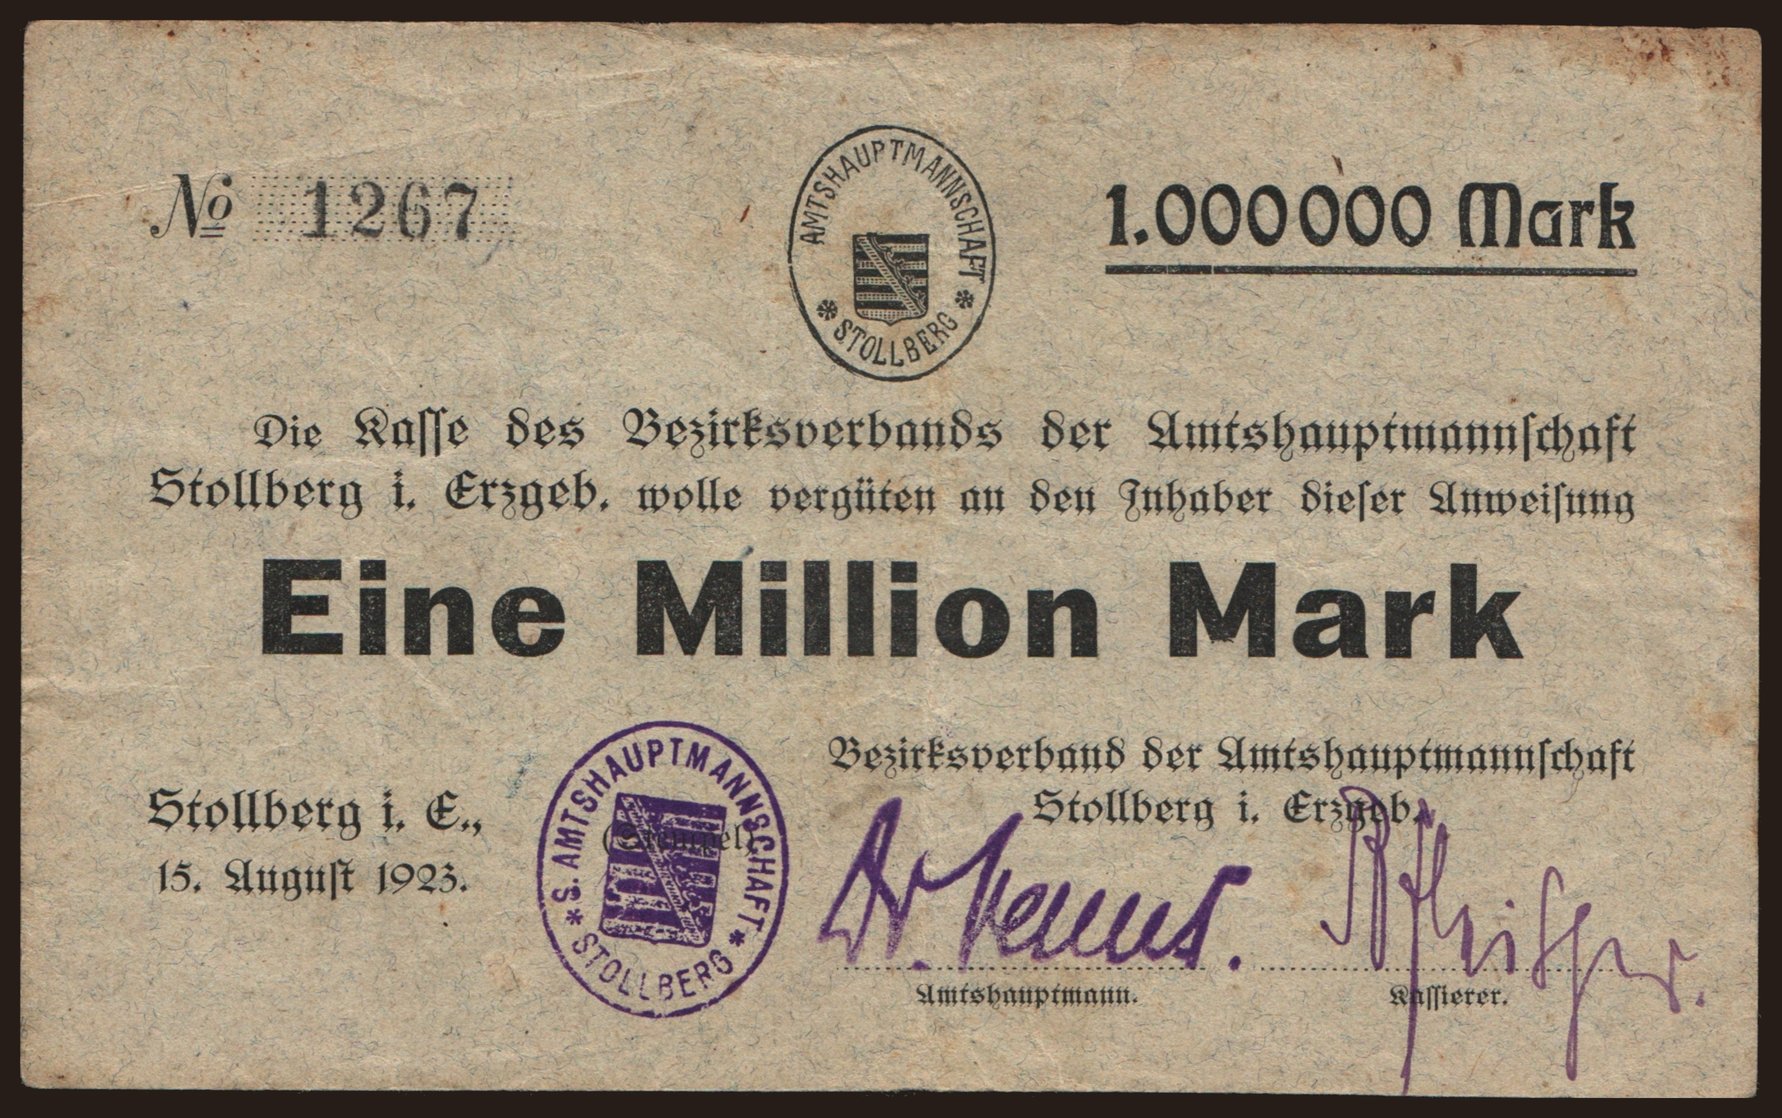 № 1267
AMTSHAUPTMANNSCHAFT
* STOLLBERG *
1.000000 Mark
Die Kasse des Bezirksverbands der Amtshauptmannschaft
Stollberg i. Erzgeb. wolle vergüten an den Inhaber dieser Anweisung
Eine Million Mark
Stollberg i. E.,
15. August 1923.
S. AMTSHAUPTMANNSCHAFT
* STOLLBERG *
(Stempel)
Bezirksverband der Amtshauptmannschaft
Stollberg i. Erzgeb.
Dr.
Amtshauptmann.
Kassierer.